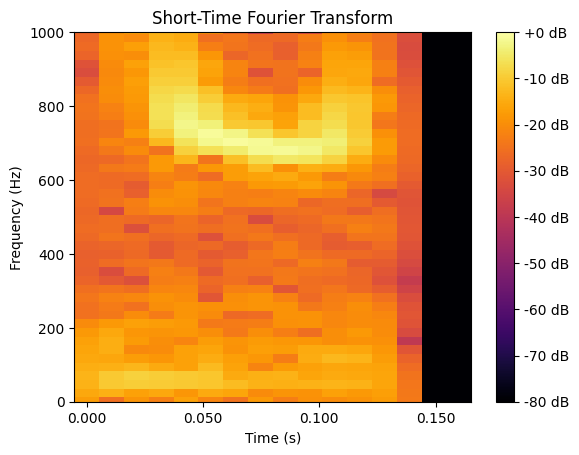 Short-Time Fourier Transform
1000
800
600
400
200
0
Frequency (Hz)
0.000
0.050
0.100
0.150
Time (s)
+0 dB
-10 dB
-20 dB
-30 dB
-40 dB
-50 dB
-60 dB
-70 dB
-80 dB